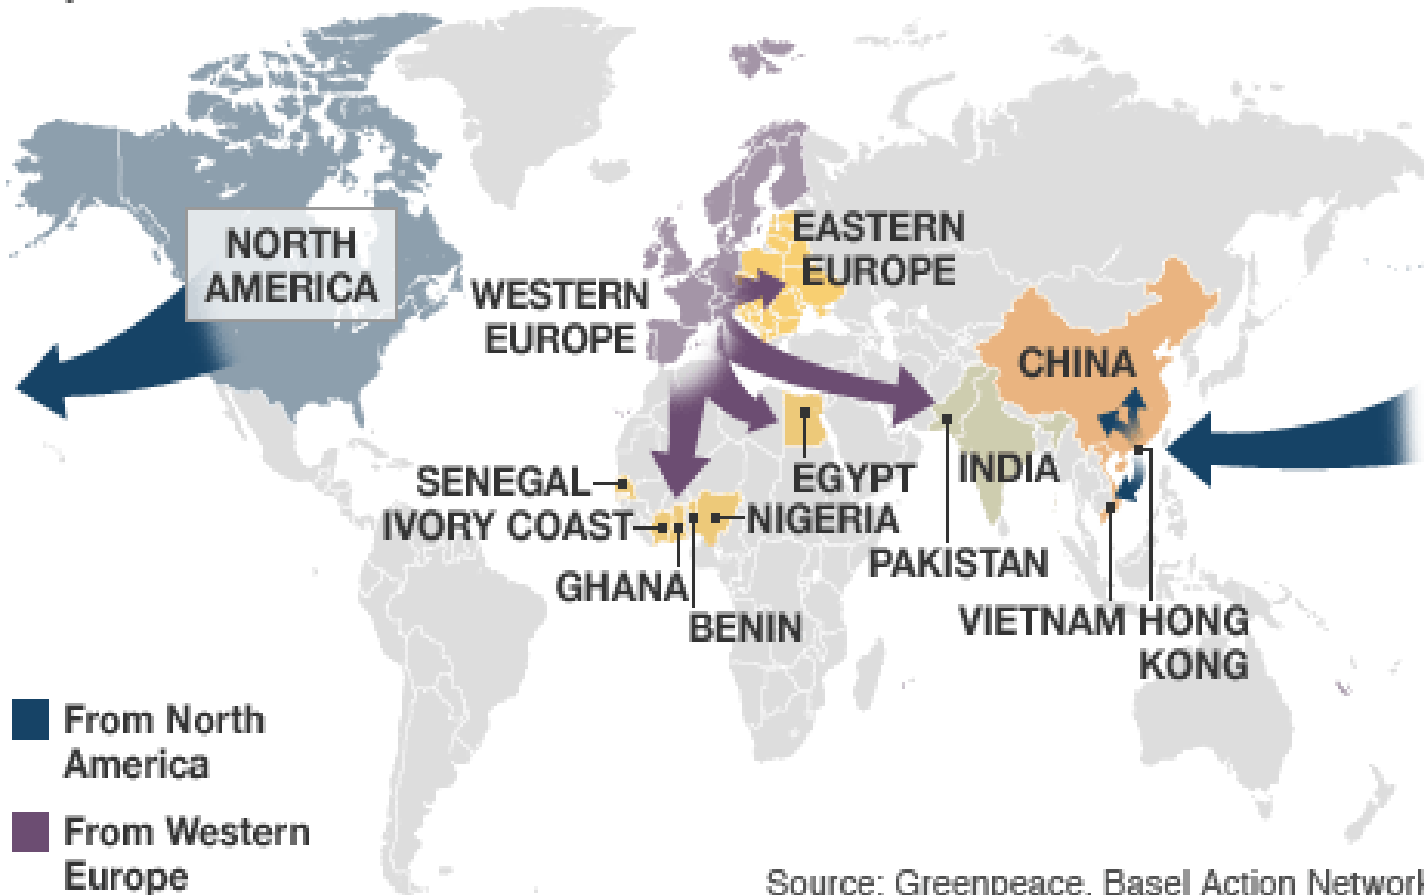 NORTH
AMERICA
WESTERN
EUROPE
EASTERN
EUROPE
CHINA
SENEGAL
EGYPT
INDIA
IVORY COAST
NIGERIA
GHANA
PAKISTAN
BENIN
VIETNAM
HONG
KONG
From North
America
From Western
Europe
Source: Greenpeace, Basel Action Network